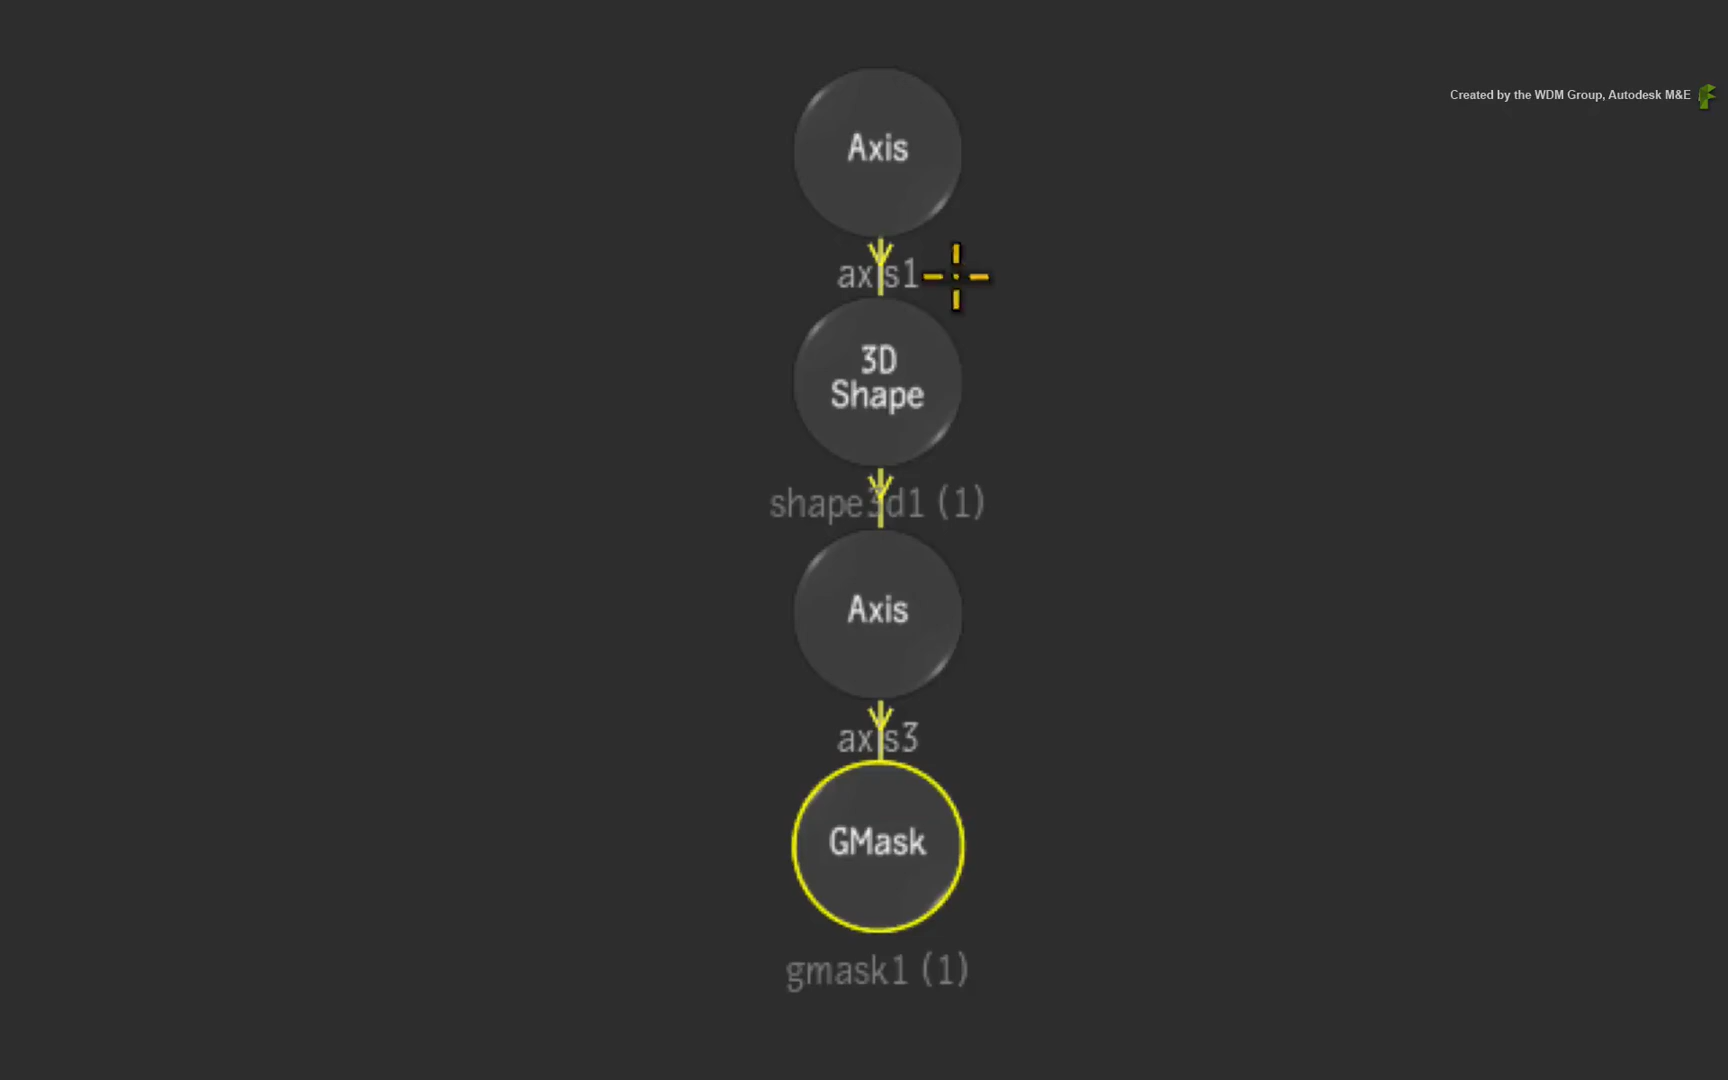 Created by the WDM Group, Autodesk M&E
Axis
axis1
3D
Shape
shape3d1 (1)
Axis
axis3
GMask
gmask1 (1)